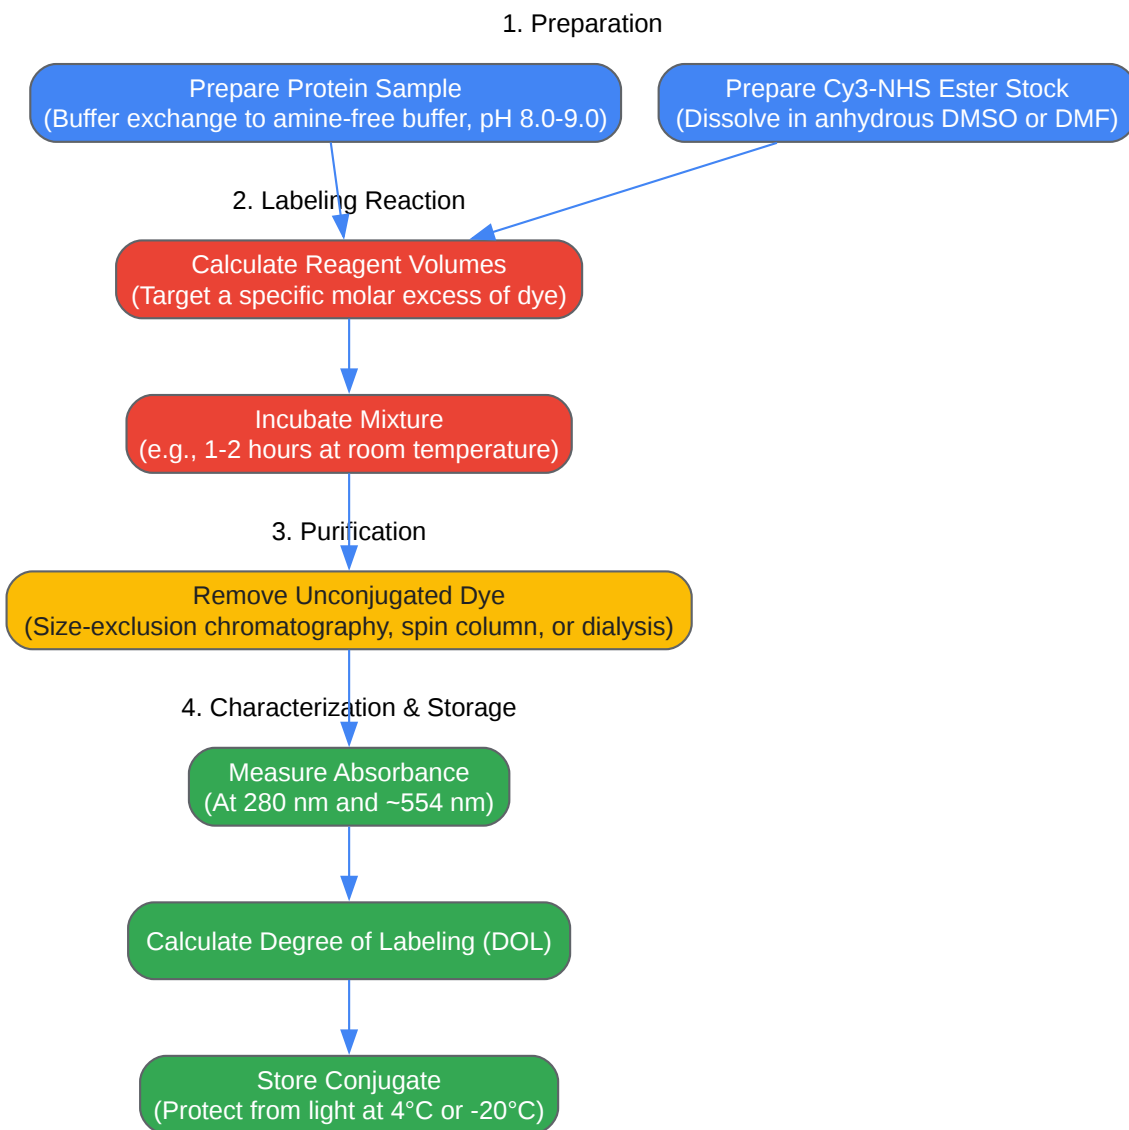 1. Preparation
Prepare Protein Sample
(Buffer exchange to amine-free buffer, pH 8.0-9.0)
Prepare Cy3-NHS Ester Stock
(Dissolve in anhydrous DMSO or DMF)
2. Labeling Reaction
Calculate Reagent Volumes
(Target a specific molar excess of dye)
Incubate Mixture
(e.g., 1-2 hours at room temperature)
3. Purification
Remove Unconjugated Dye
(Size-exclusion chromatography, spin column, or dialysis)
4. Characterization & Storage
Measure Absorbance
(At 280 nm and ~554 nm)
Calculate Degree of Labeling (DOL)
Store Conjugate
(Protect from light at 4°C or -20°C)